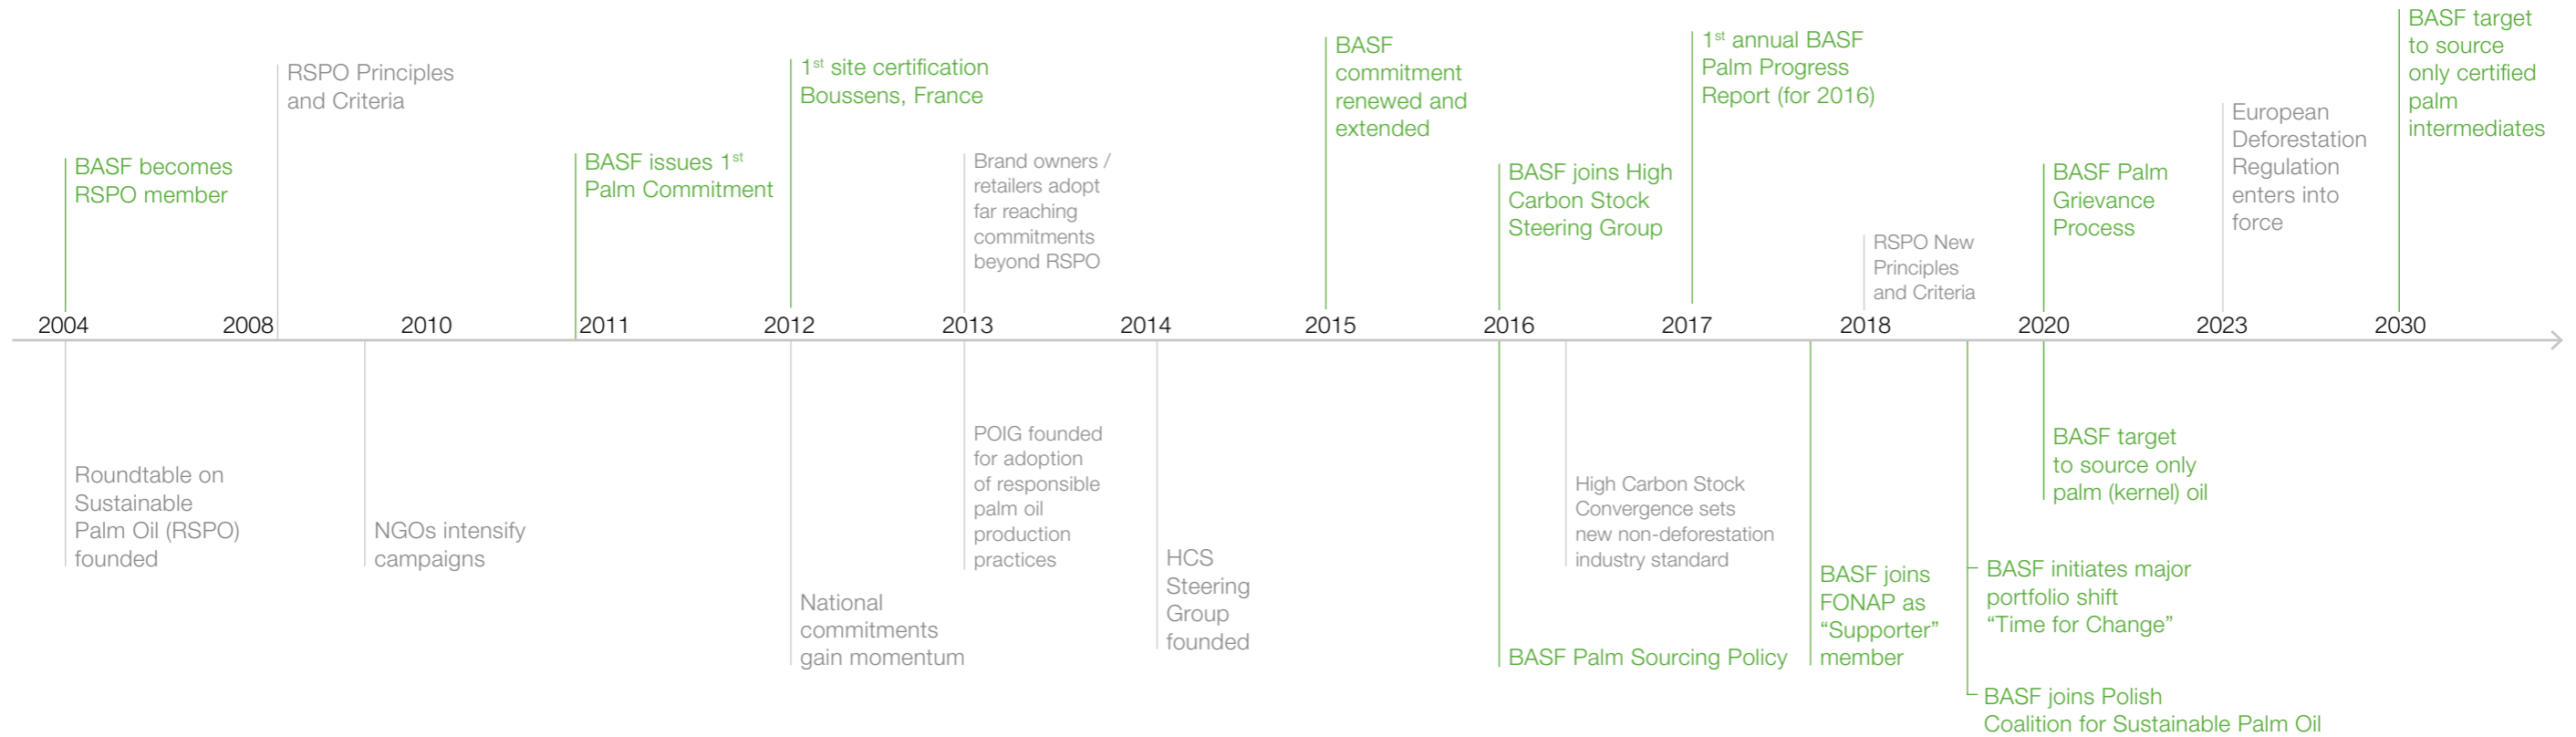 BASF becomes
RSPO member
RSPO Principles
and Criteria
BASF issues 1st
Palm Commitment
1st site certification
Boussens, France
Brand owners /
retailers adopt
far reaching
commitments
beyond RSPO
BASF
commitment
renewed and
extended
BASF joins High
Carbon Stock
Steering Group
1st annual BASF
Palm Progress
Report (for 2016)
RSPO New
Principles
and Criteria
BASF Palm
Grievance
Process
European
Deforestation
Regulation
enters into
force
BASF target
to source
only certified
palm
intermediates
2004 2008 2010 2011 2012 2013 2014 2015 2016 2017 2018 2020 2023 2030
Roundtable on
Sustainable
Palm Oil (RSPO)
founded
NGOs intensify
campaigns
National
commitments
gain momentum
POIG founded
for adoption
of responsible
palm oil
production
practices
HCS
Steering
Group
founded
BASF Palm Sourcing Policy
High Carbon Stock
Convergence sets
new non-deforestation
industry standard
BASF joins
FONAP as
“Supporter”
member
BASF target
to source only
palm (kernel) oil
BASF initiates major
portfolio shift
“Time for Change”
BASF joins Polish
Coalition for Sustainable Palm Oil